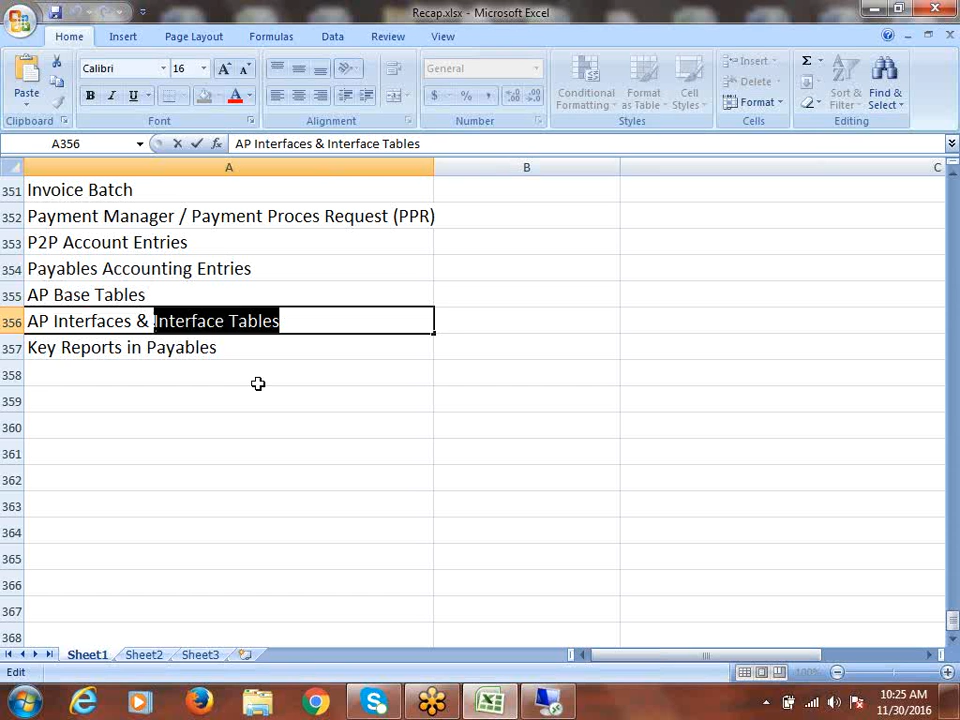 Recap.xlsx - Microsoft Excel
Home Insert Page Layout Formulas Data Review View
Paste
Calibri 16
B I U A
General
$ % ,
Conditional Formatting
Format as Table
Cell Styles
Insert
Delete
Format
Sort & Filter
Find & Select
Clipboard Font Alignment Number Styles Cells Editing
A356 fx AP Interfaces & Interface Tables
A B C
351 Invoice Batch
352 Payment Manager / Payment Proces Request (PPR)
353 P2P Account Entries
354 Payables Accounting Entries
355 AP Base Tables
356 AP Interfaces & Interface Tables
357 Key Reports in Payables
358
359
360
361
362
363
364
365
366
367
368
Sheet1 Sheet2 Sheet3
Edit 100%
10:25 AM
11/30/2016